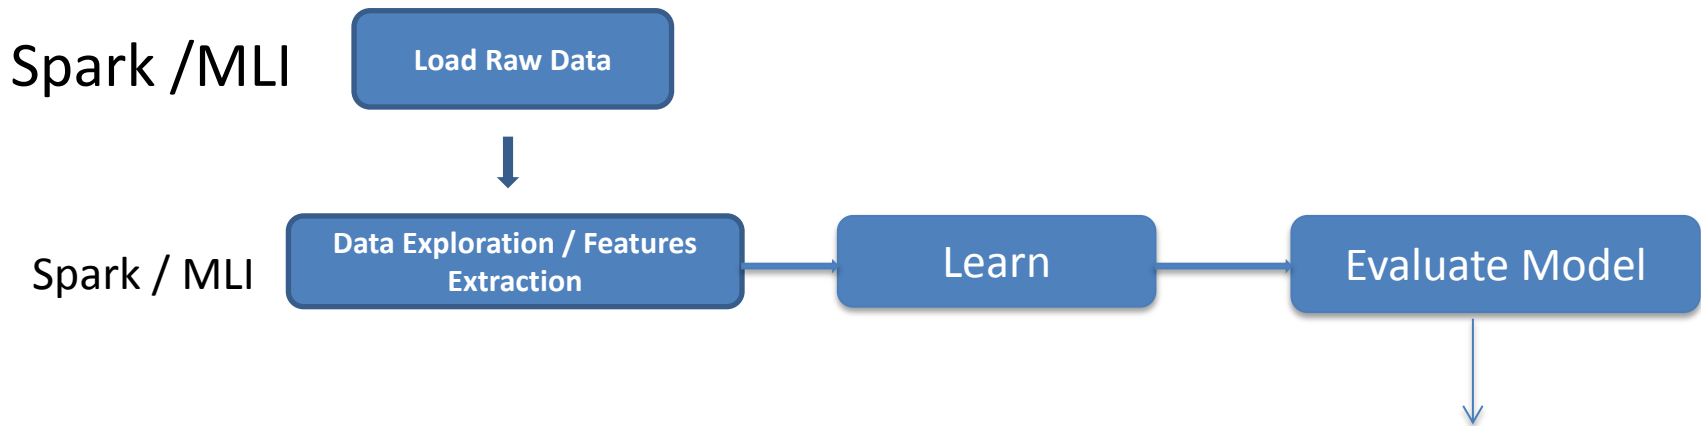 Spark /MLI
Load Raw Data
Spark / MLI
Data Exploration / Features
Extraction
Learn
Evaluate Model